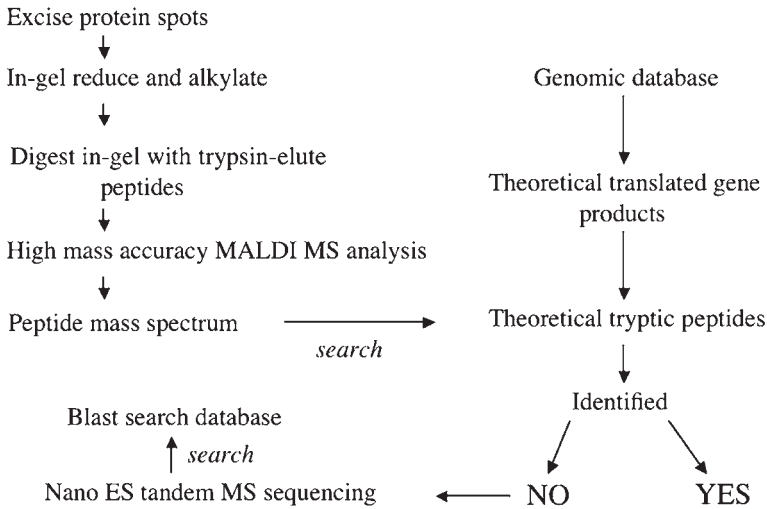 Excise protein spots
In-gel reduce and alkylate
Digest in-gel with trypsin-elute
peptides
High mass accuracy MALDI MS analysis
Peptide mass spectrum
search
Genomic database
Theoretical translated gene
products
Theoretical tryptic peptides
Identified
NO
YES
Nano ES tandem MS sequencing
search
Blast search database